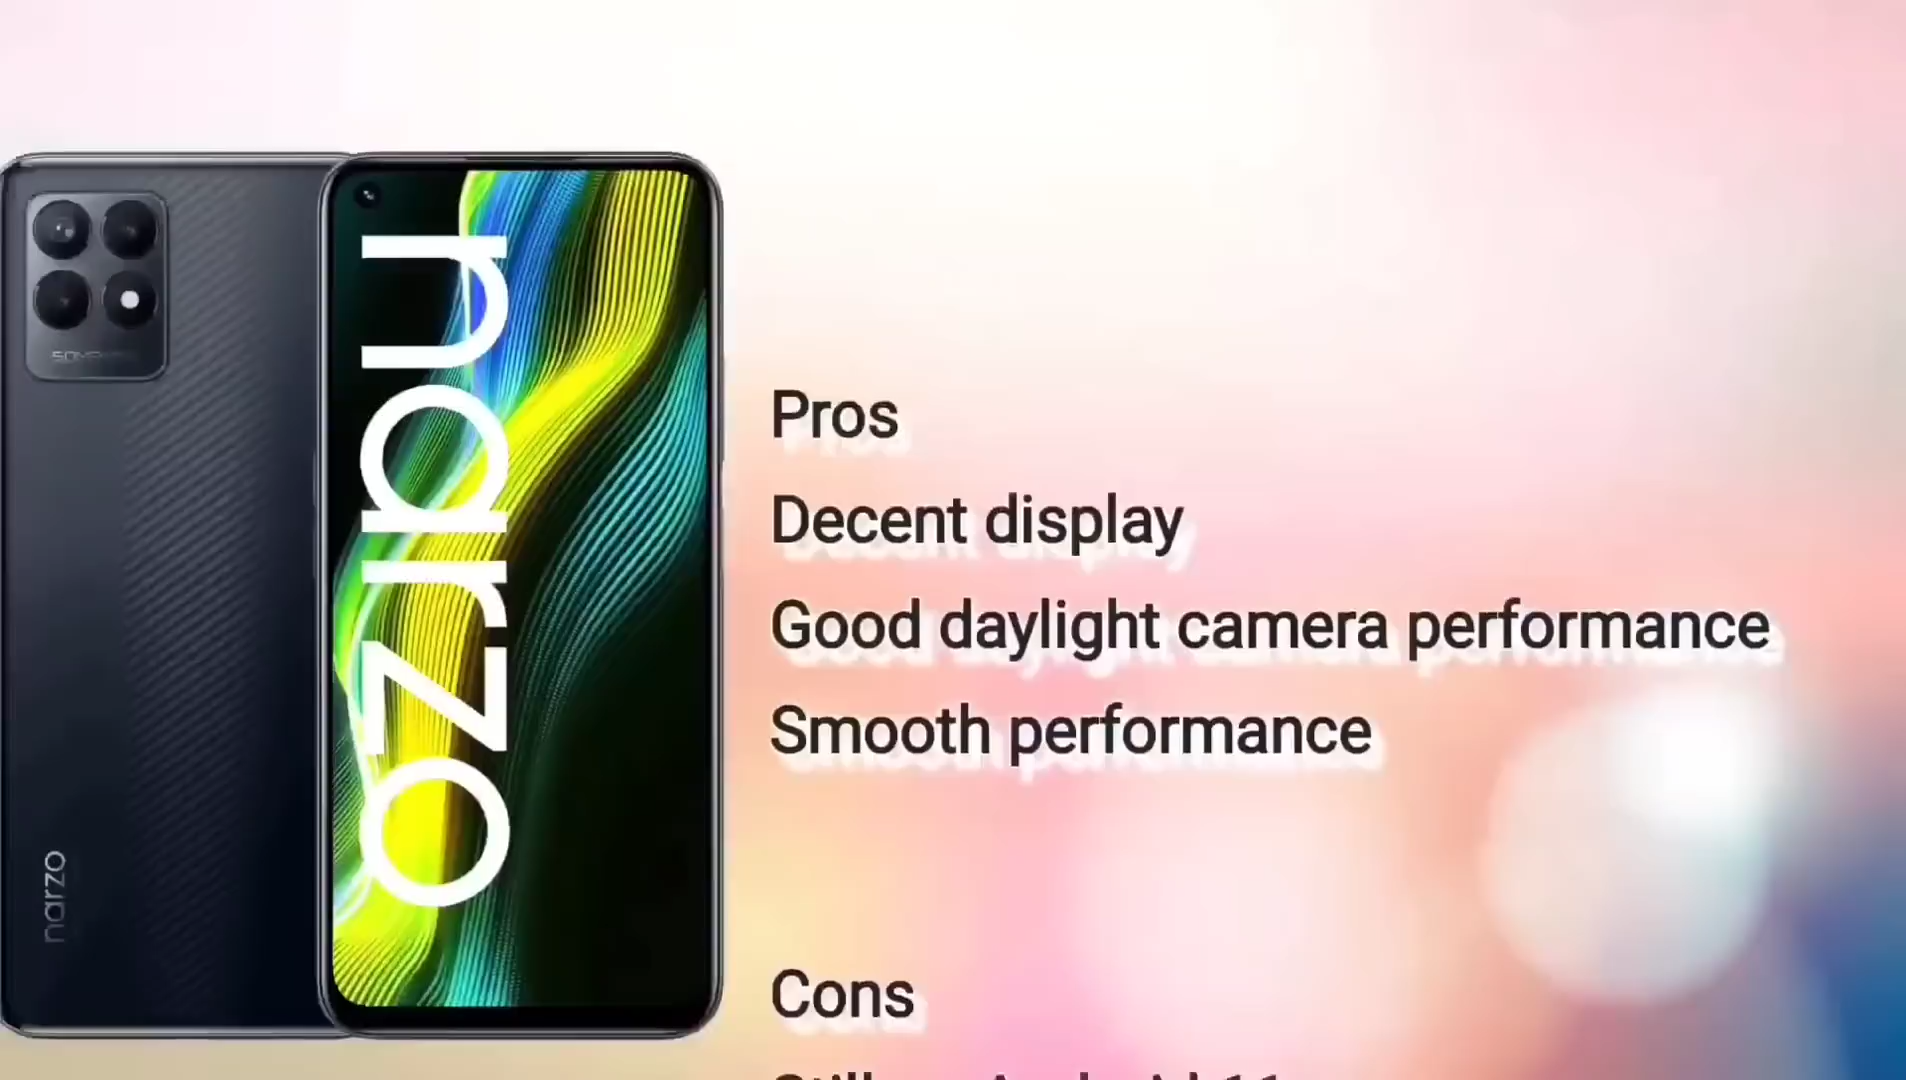 narzo
narzo
Pros
Decent display
Good daylight camera performance
Smooth performance
Cons